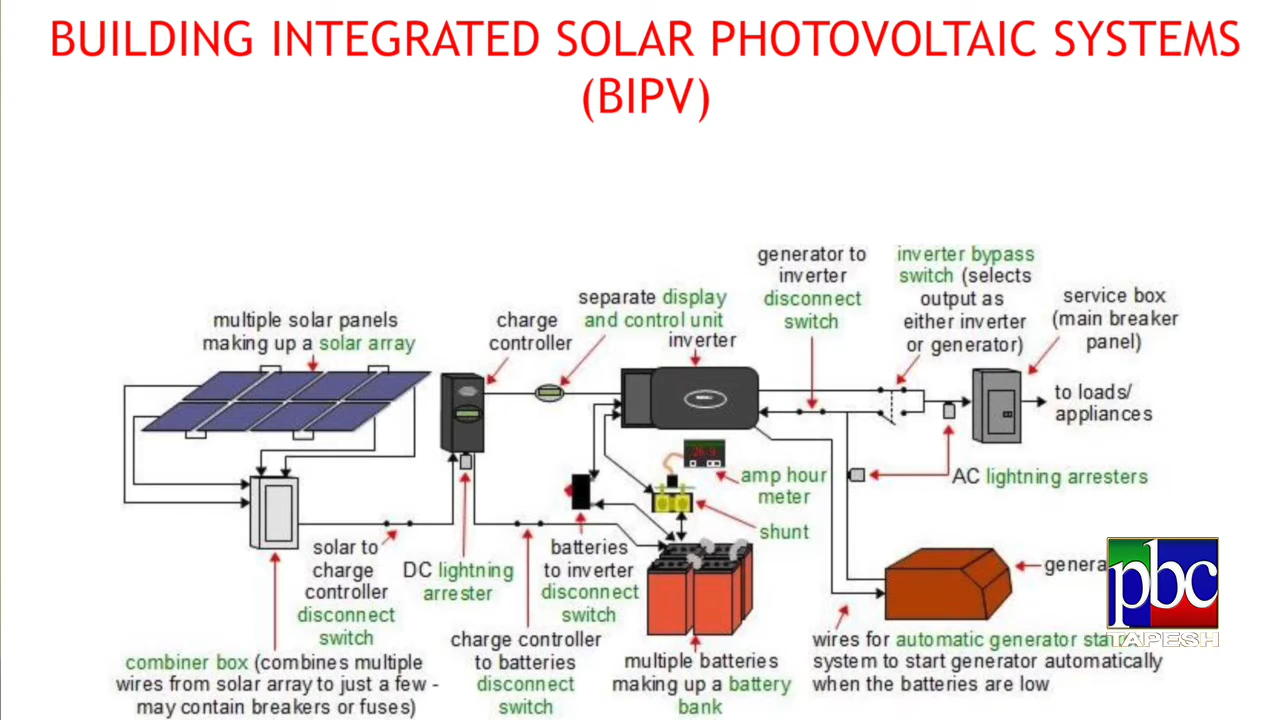 BUILDING INTEGRATED SOLAR PHOTOVOLTAIC SYSTEMS
(BIPV)
multiple solar panels
making up a solar array
charge
controller
separate display
and control unit
inverter
generator to
inverter
disconnect
switch
inverter bypass
switch (selects
output as
either inverter
or generator)
service box
(main breaker
panel)
to loads/
appliances
amp hour
meter
shunt
AC lightning arresters
solar to
charge
controller
disconnect
switch
DC lightning
arrester
batteries
to inverter
disconnect
switch
charge controller
to batteries
disconnect
switch
combiner box (combines multiple
wires from solar array to just a few -
may contain breakers or fuses)
multiple batteries
making up a battery
bank
wires for automatic generator
system to start generator automatically
when the batteries are low
pbc
TAPESH